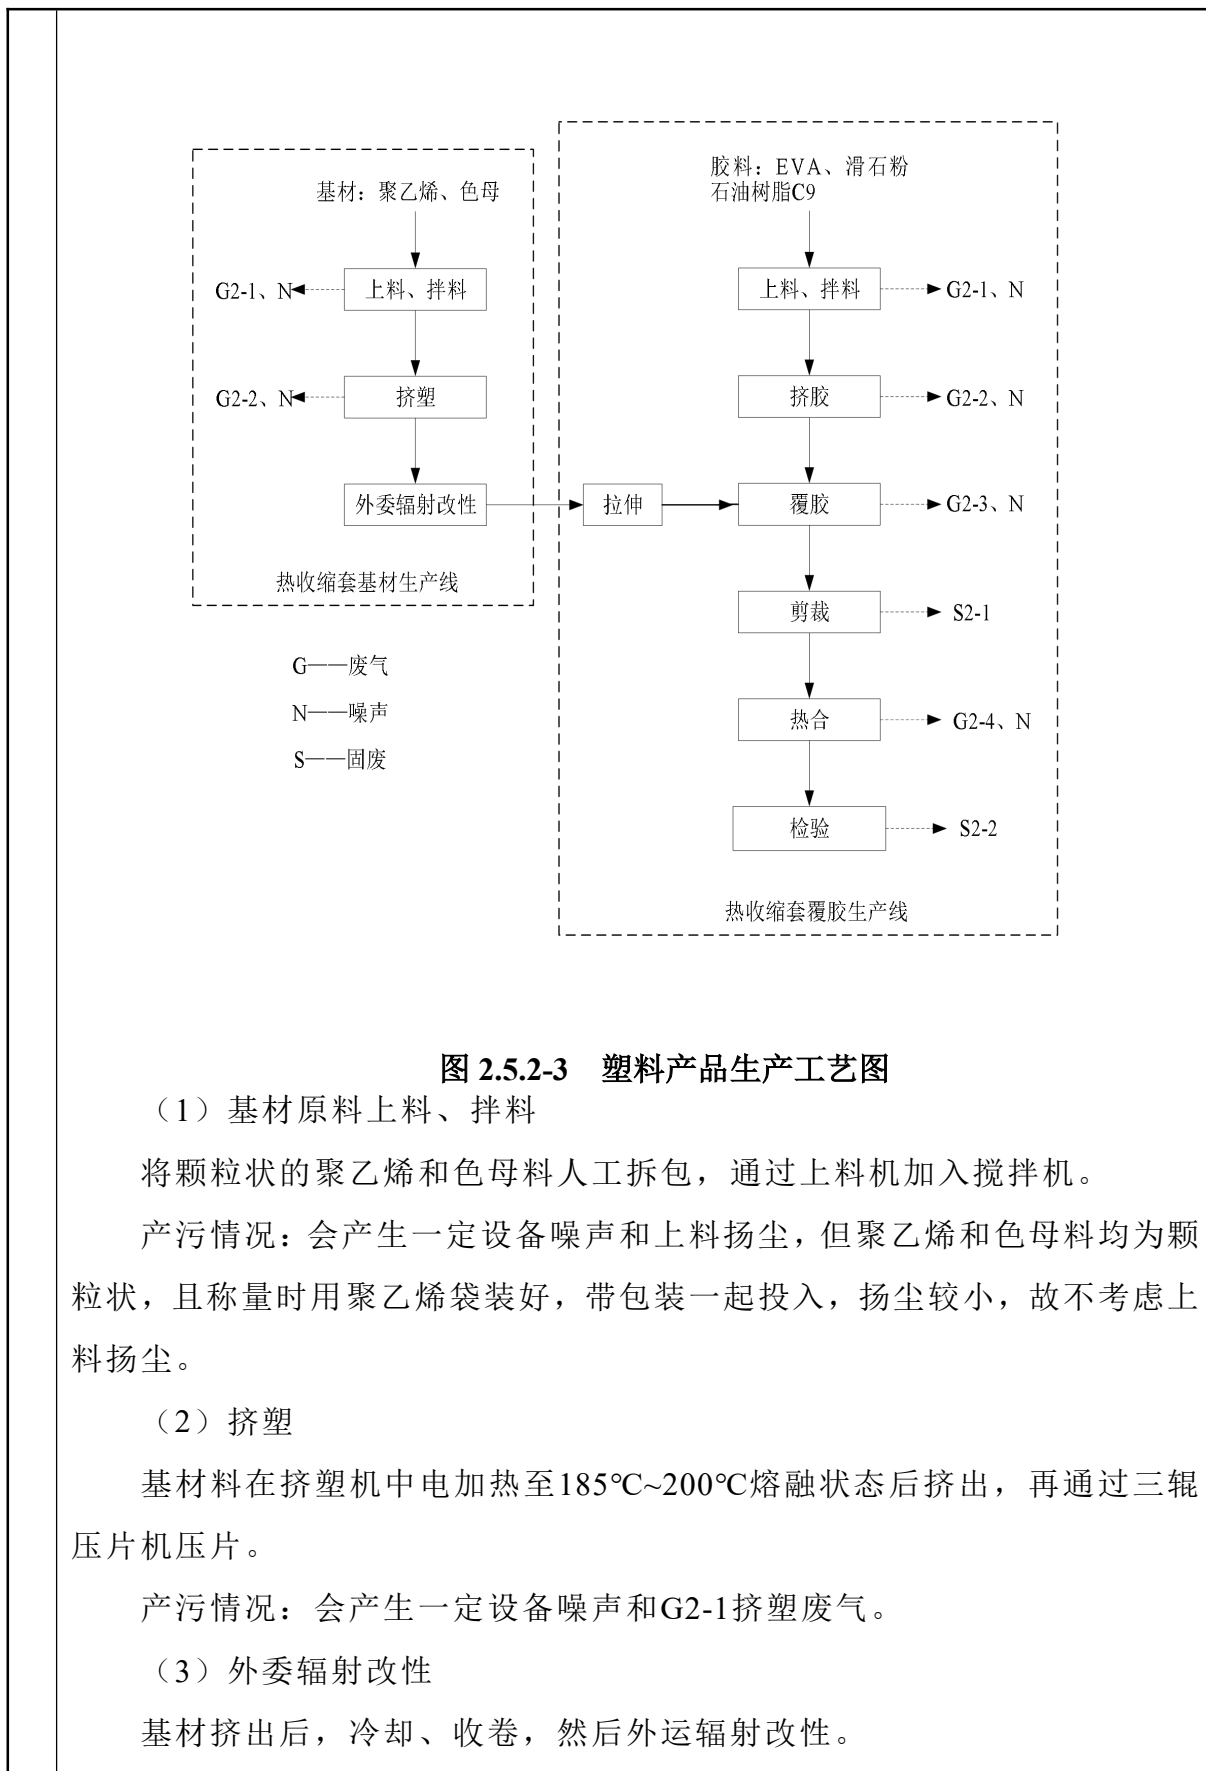 胶料：EVA、滑石粉
石油树脂C9
基材：聚乙烯、色母
G2-1、N
上料、拌料
上料、拌料
G2-1、N
G2-2、N
挤塑
挤胶
G2-2、N
外委辐射改性
拉伸
覆胶
G2-3、N
热收缩套基材生产线
剪裁
S2-1
G——废气
N——噪声
热合
G2-4、N
S——固废
检验
S2-2
热收缩套覆胶生产线
图 2.5.2-3 塑料产品生产工艺图
（1）基材原料上料、拌料
将颗粒状的聚乙烯和色母料人工拆包，通过上料机加入搅拌机。
产污情况：会产生一定设备噪声和上料扬尘，但聚乙烯和色母料均为颗
粒状，且称量时用聚乙烯袋装好，带包装一起投入，扬尘较小，故不考虑上
料扬尘。
（2）挤塑
基材料在挤塑机中电加热至185℃~200℃熔融状态后挤出，再通过三辊
压片机压片。
产污情况：会产生一定设备噪声和G2-1挤塑废气。
（3）外委辐射改性
基材挤出后，冷却、收卷，然后外运辐射改性。